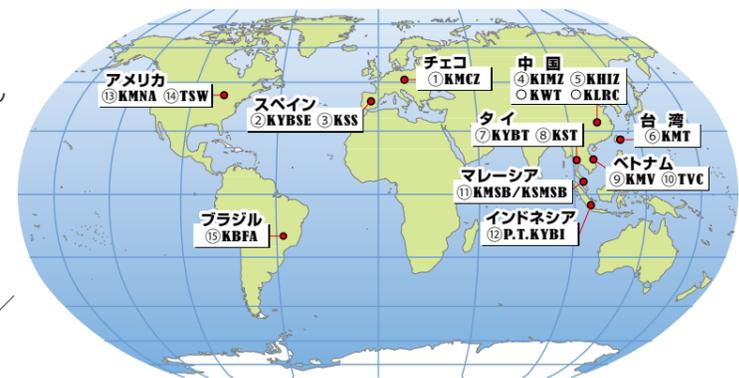 アメリカ
⑬KMNA ⑭TSW
スペイン
②KYBSE ③KSS
チェコ
①KMCZ
中国
④KIMZ ⑤KHIZ
○KWT ○KLRC
台湾
⑥KMT
タイ
⑦KYBT ⑧KST
ベトナム
⑨KMV ⑩TVC
マレーシア
⑪KMSB/KSMSB
インドネシア
⑫P.T.KYBI
ブラジル
⑮KBFA